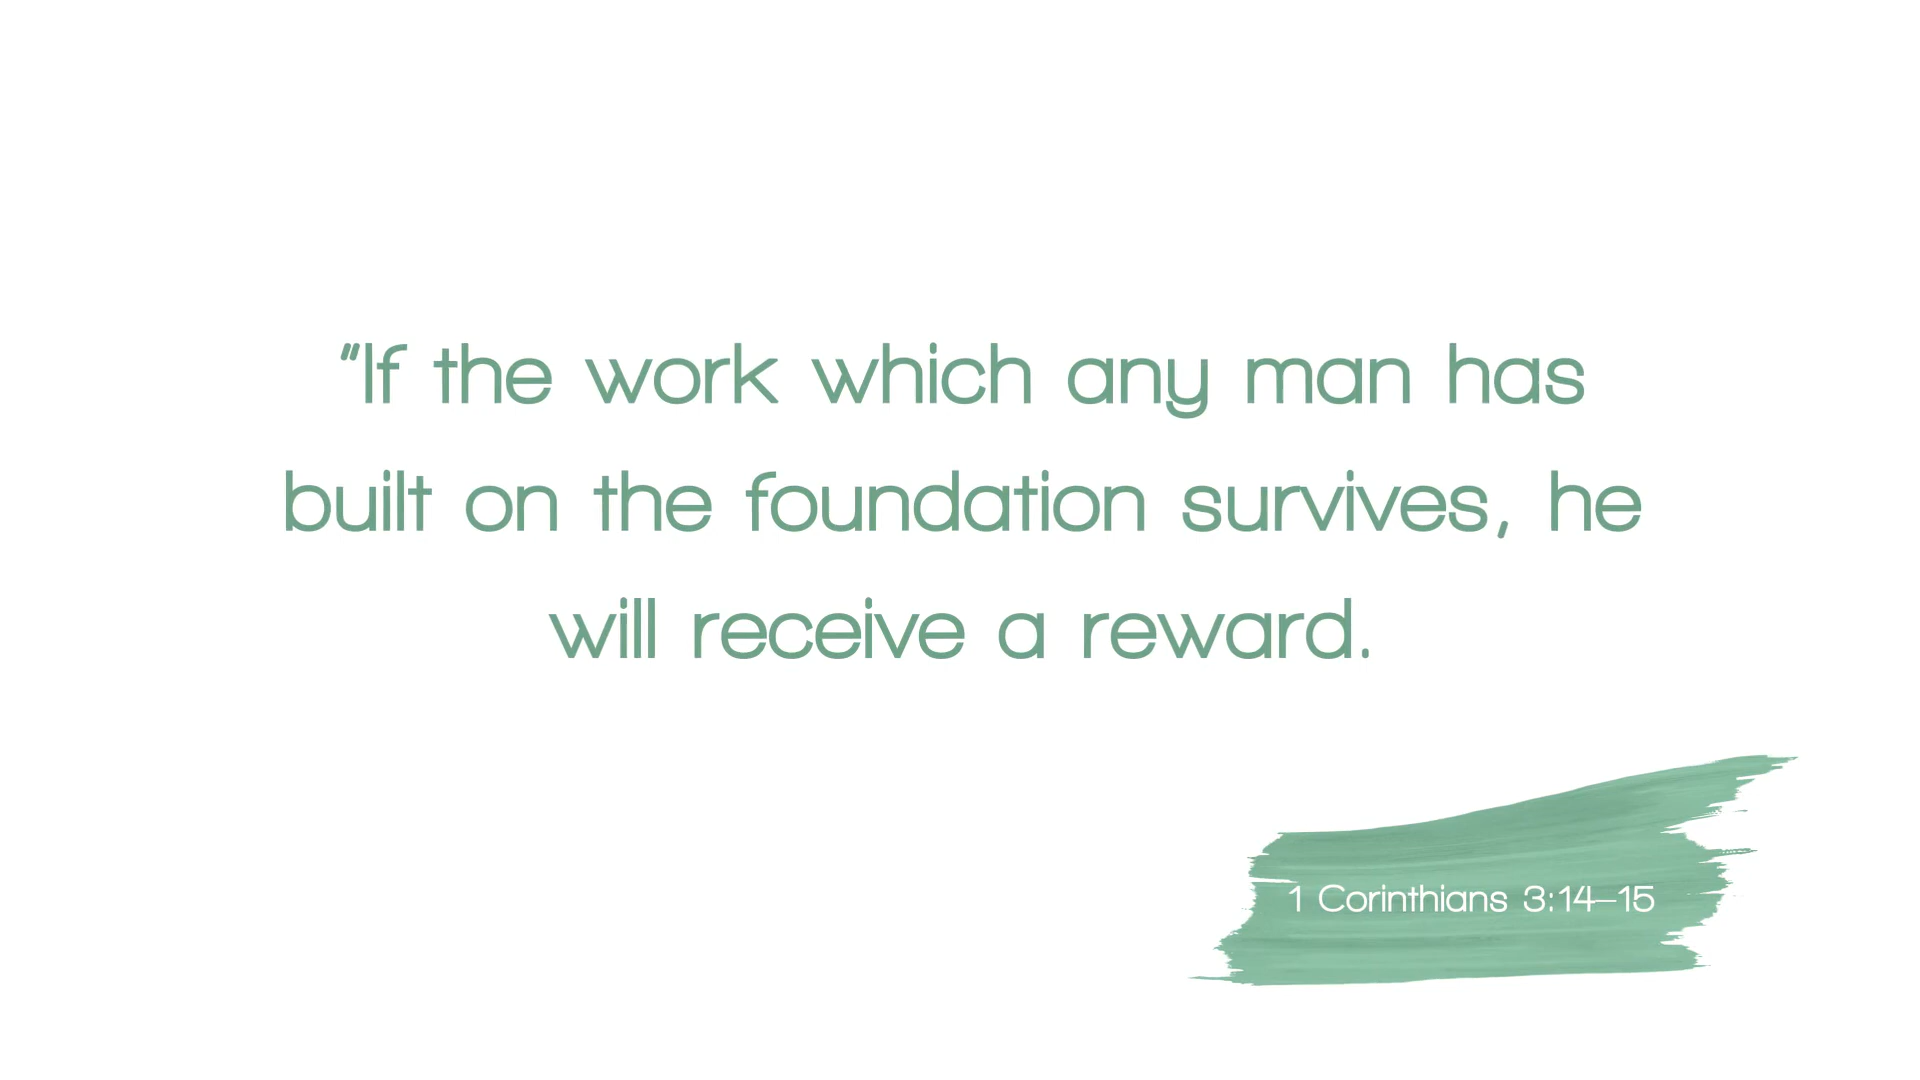 “If the work which any man has
built on the foundation survives, he
will receive a reward.
1 Corinthians 3:14–15